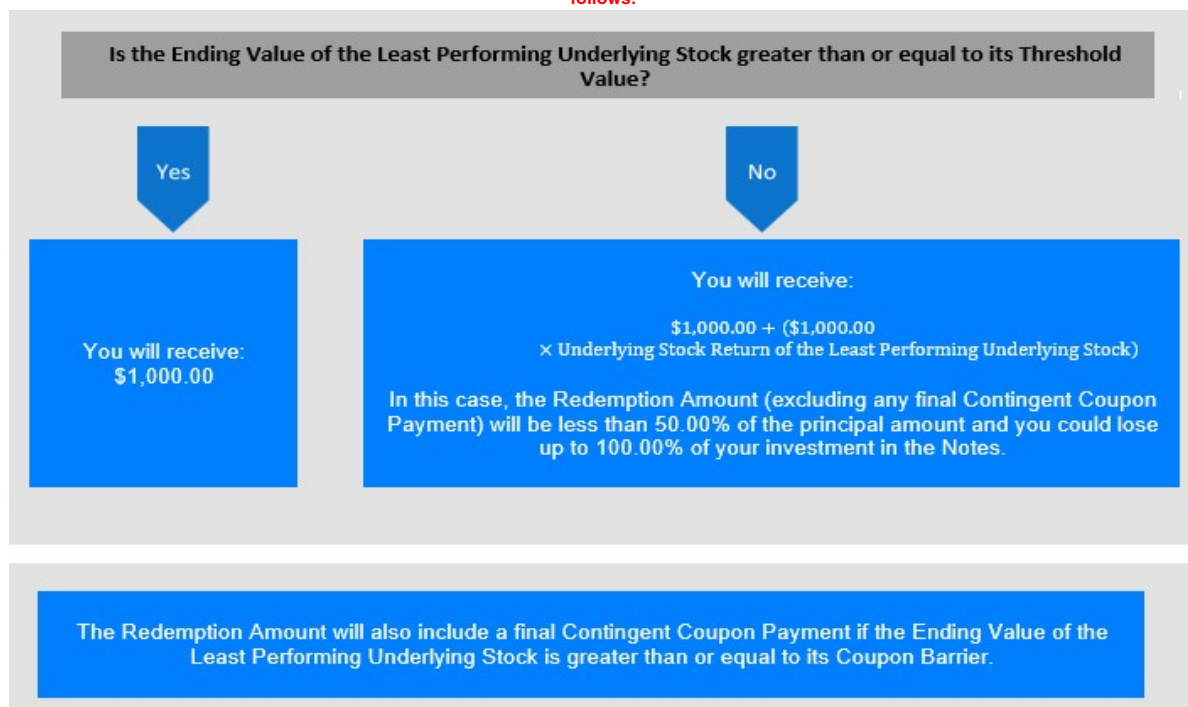 follows:
Is the Ending Value of the Least Performing Underlying Stock greater than or equal to its Threshold
Value?
Yes
No
You will receive:
$1,000.00
You will receive:
$1,000.00 + ($1,000.00
× Underlying Stock Return of the Least Performing Underlying Stock)
In this case, the Redemption Amount (excluding any final Contingent Coupon
Payment) will be less than 50.00% of the principal amount and you could lose
up to 100.00% of your investment in the Notes.
The Redemption Amount will also include a final Contingent Coupon Payment if the Ending Value of the
Least Performing Underlying Stock is greater than or equal to its Coupon Barrier.